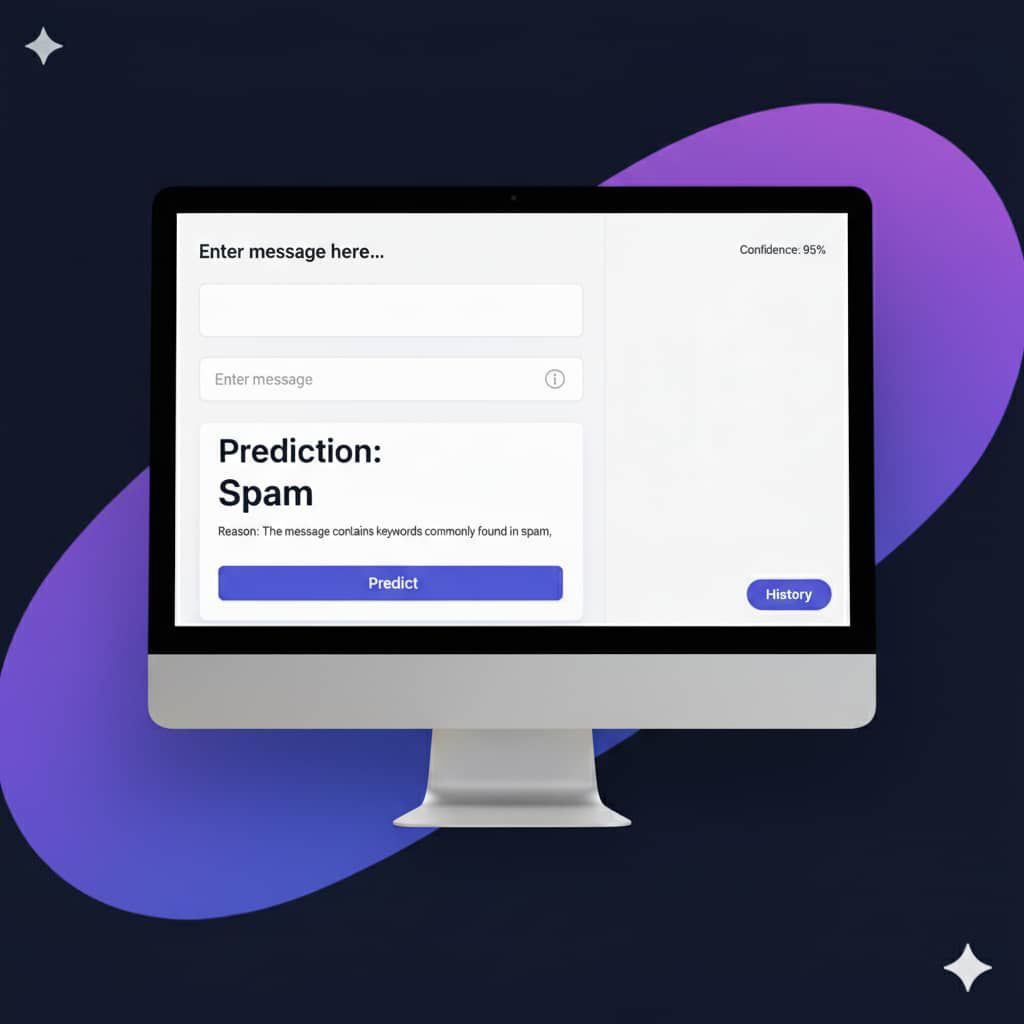 Enter message here...
Confidence: 95%
Enter message
Prediction:
Spam
Reason: The message contains keywords commonly found in spam,
Predict
History